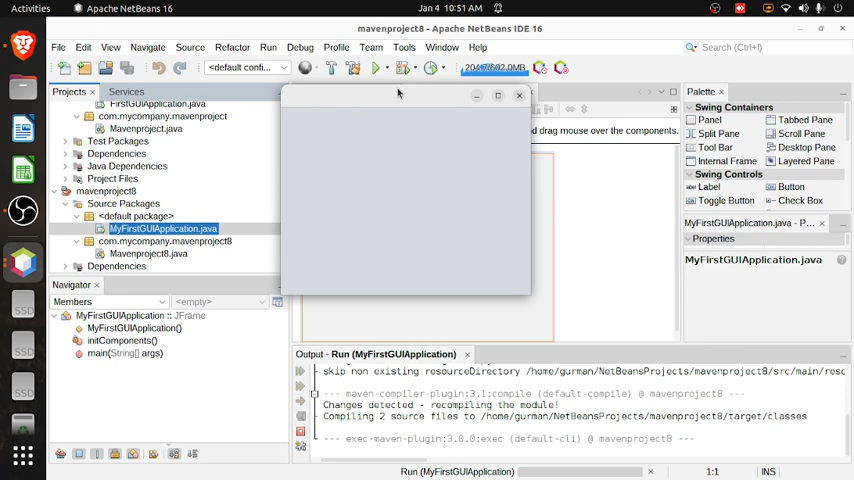 Activities
Apache NetBeans
Jan 4 10:51 AM
mavenproject8 - Apache NetBeans IDE 16
File Edit View Navigate Source Refactor Run Debug Profile Team Tools Window Help
Search (Ctrl+I)
<default confi...
204.7/602.0MB
Projects
Services
FirstGUIApplication.java
com.mycompany.mavenproject
Mavenproject.java
Test Packages
Dependencies
Java Dependencies
Project Files
mavenproject8
Source Packages
<default package>
MyFirstGUIApplication.java
com.mycompany.mavenproject8
Mavenproject8.java
Dependencies
Navigator
Members
<empty>
MyFirstGUIApplication :: JFrame
MyFirstGUIApplication()
initComponents()
main(String[] args)
nd drag mouse over the components.
Palette
Swing Containers
Panel Tabbed Pane
Split Pane Scroll Pane
Tool Bar Desktop Pane
Internal Frame Layered Pane
Swing Controls
Label Button
Toggle Button Check Box
MyFirstGUIApplication.java - P...
Properties
MyFirstGUIApplication.java
Output - Run (MyFirstGUIApplication)
skip non existing resourceDirectory /home/gurman/NetBeansProjects/mavenproject8/src/main/resc
--- maven-compiler-plugin:3.1:compile (default-compile) @ mavenproject8 ---
Changes detected - recompiling the module!
Compiling 2 source files to /home/gurman/NetBeansProjects/mavenproject8/target/classes
--- exec-maven-plugin:3.0.0:exec (default-cli) @ mavenproject8 ---
Run (MyFirstGUIApplication)
1:1
INS
SSD
SSD
SSD